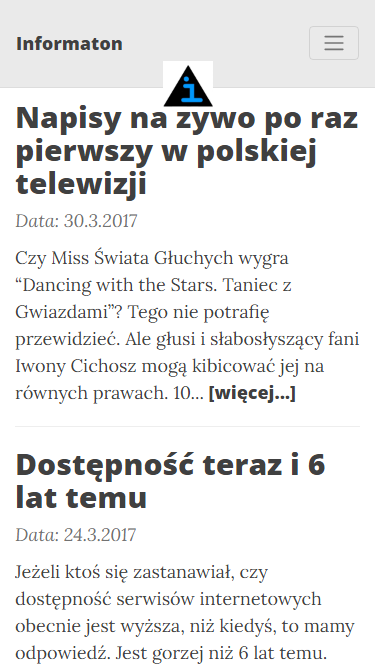 Informaton
i
Napisy na żywo po raz
pierwszy w polskiej
telewizji
Data: 30.3.2017
Czy Miss Świata Głuchych wygra
“Dancing with the Stars. Taniec z
Gwiazdami”? Tego nie potrafię
przewidzieć. Ale głusi i słabosłyszący fani
Iwony Cichosz mogą kibicować jej na
równych prawach. 10... [więcej...]
Dostępność teraz i 6
lat temu
Data: 24.3.2017
Jeżeli ktoś się zastanawiał, czy
dostępność serwisów internetowych
obecnie jest wyższa, niż kiedyś, to mamy
odpowiedź. Jest gorzej niż 6 lat temu.